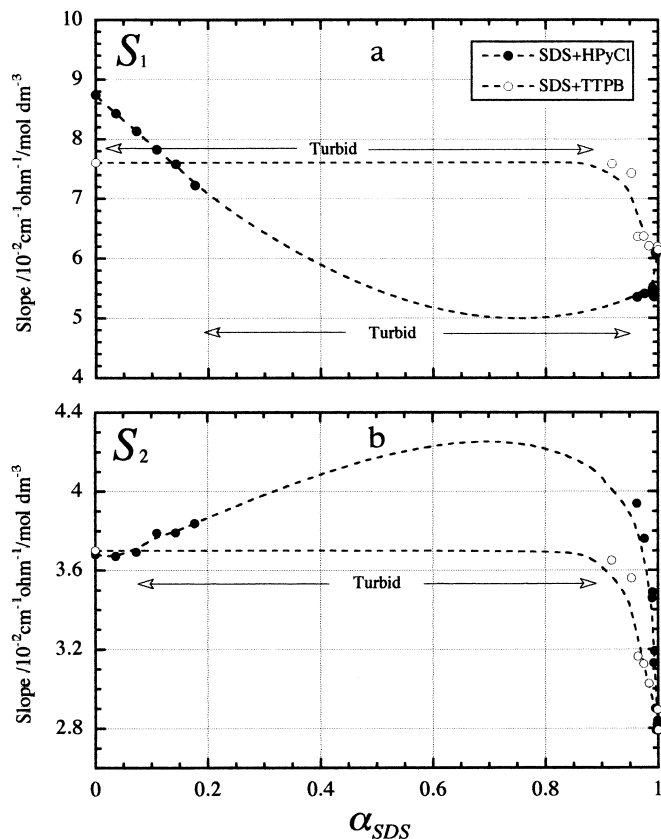 S₁
a
SDS+HPyCl
SDS+TTPB
10
9
8
7
6
5
4
Turbid
Turbid
Slope /10⁻²cm⁻¹ohm⁻¹/mol dm⁻³
S₂
b
4.4
4
3.6
3.2
2.8
Turbid
Slope /10⁻²cm⁻¹ohm⁻¹/mol dm⁻³
0 0.2 0.4 0.6 0.8 1
α_SDS